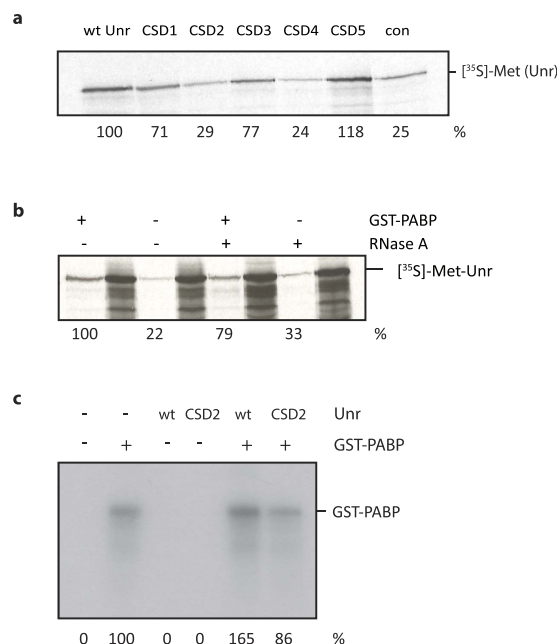 a
wt Unr CSD1 CSD2 CSD3 CSD4 CSD5 con
[³⁵S]-Met (Unr)
100 71 29 77 24 118 25 %
b
+ - + - GST-PABP
- - + + RNase A
[³⁵S]-Met-Unr
100 22 79 33 %
c
- - wt CSD2 wt CSD2 Unr
- + - - + + GST-PABP
GST-PABP
0 100 0 0 165 86 %